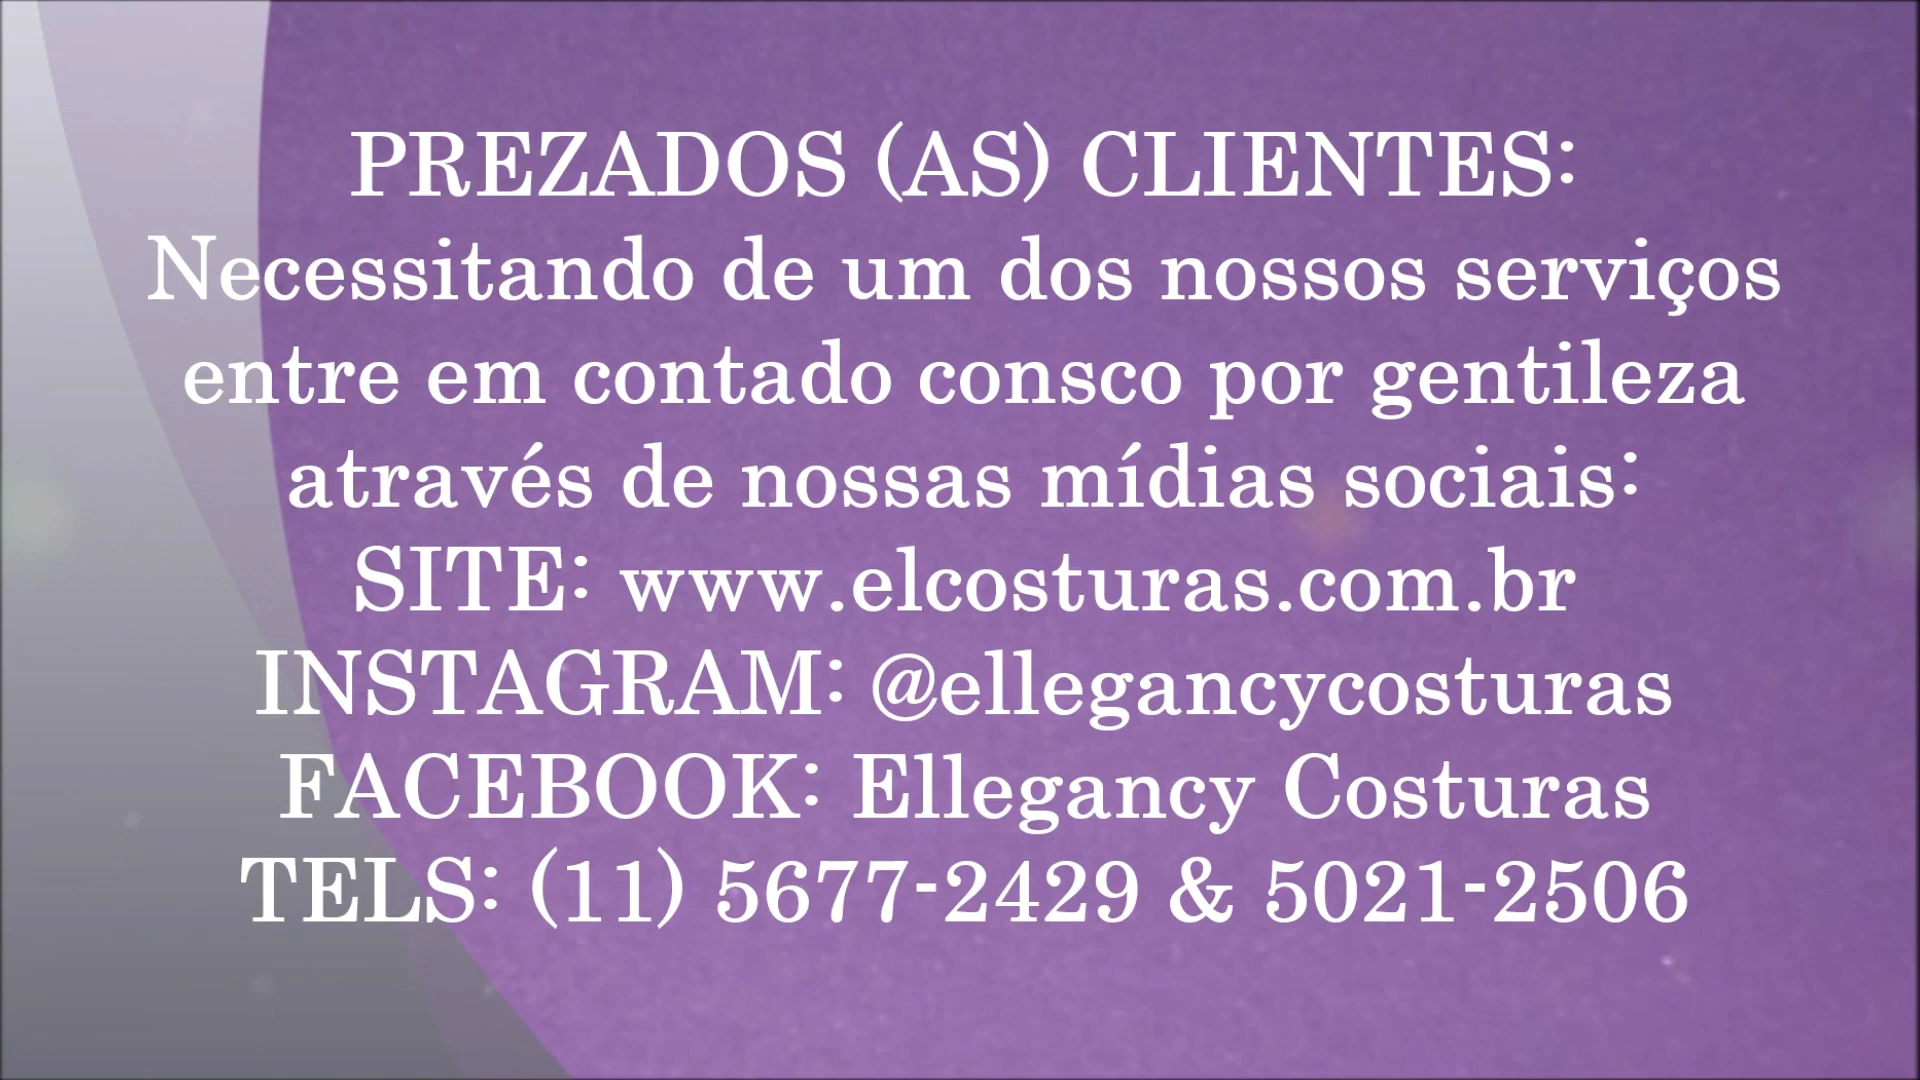 PREZADOS (AS) CLIENTES:
Necessitando de um dos nossos serviços
entre em contado consco por gentileza
através de nossas mídias sociais:
SITE: www.elcosturas.com.br
INSTAGRAM: @ellegancycosturas
FACEBOOK: Ellegancy Costuras
TELS: (11) 5677-2429 & 5021-2506